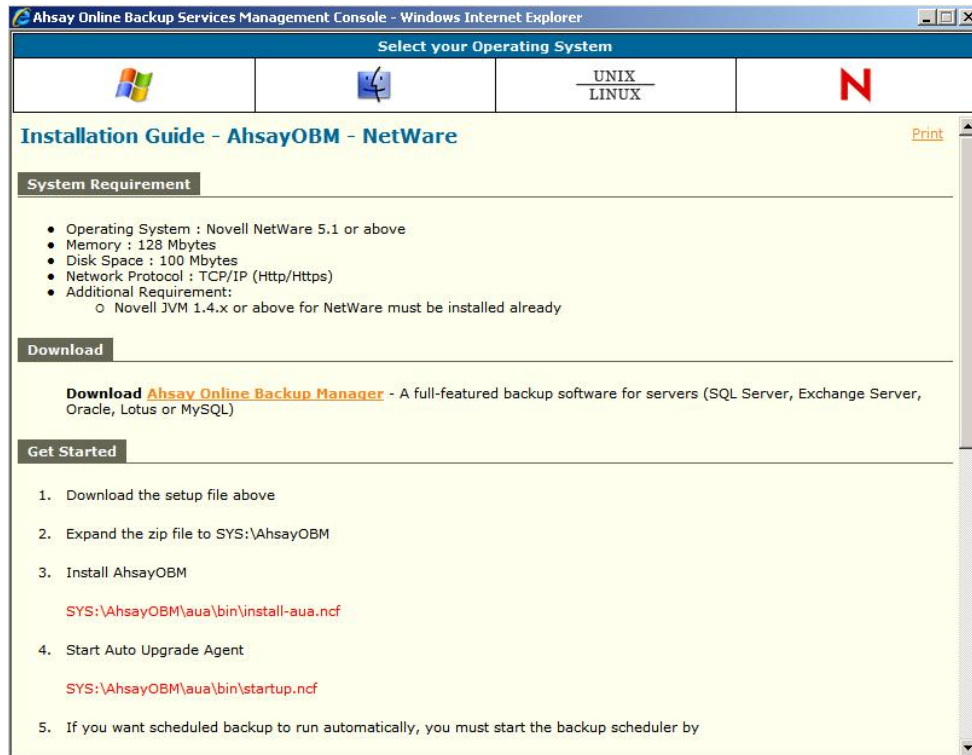 Ahsay Online Backup Services Management Console - Windows Internet Explorer
Select your Operating System
UNIX
LINUX
N
Installation Guide - AhsayOBM - NetWare
Print
System Requirement
• Operating System : Novell NetWare 5.1 or above
• Memory : 128 Mbytes
• Disk Space : 100 Mbytes
• Network Protocol : TCP/IP (Http/Https)
• Additional Requirement:
o Novell JVM 1.4.x or above for NetWare must be installed already
Download
Download Ahsay Online Backup Manager - A full-featured backup software for servers (SQL Server, Exchange Server,
Oracle, Lotus or MySQL)
Get Started
1. Download the setup file above
2. Expand the zip file to SYS:\AhsayOBM
3. Install AhsayOBM
SYS:\AhsayOBM\aua\bin\install-aua.ncf
4. Start Auto Upgrade Agent
SYS:\AhsayOBM\aua\bin\startup.ncf
5. If you want scheduled backup to run automatically, you must start the backup scheduler by